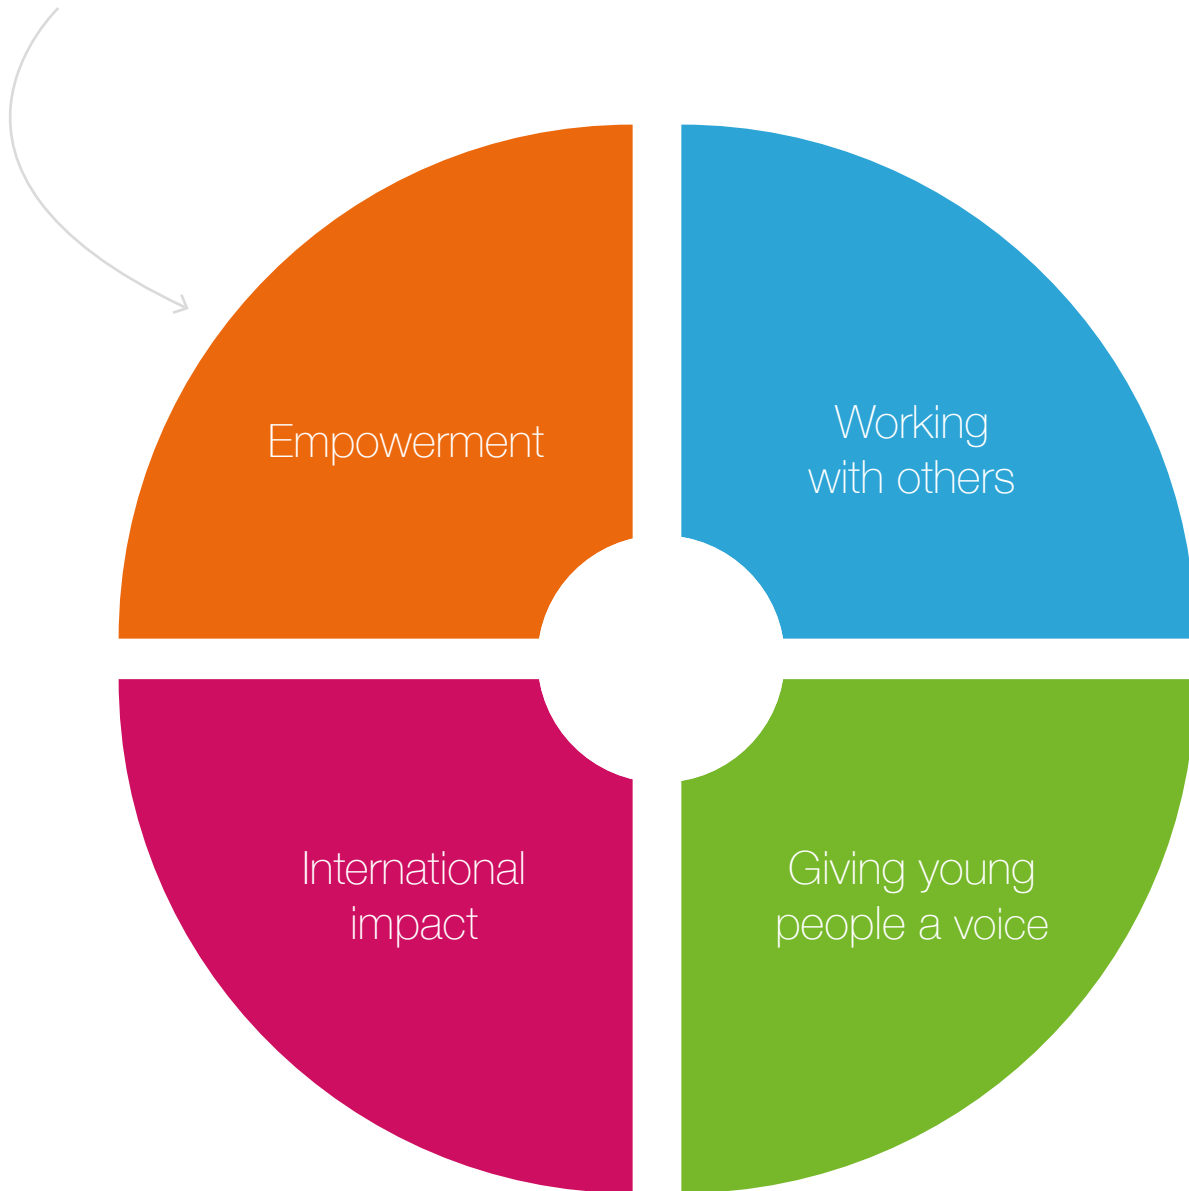 Empowerment
Working
with others
International
impact
Giving young
people a voice